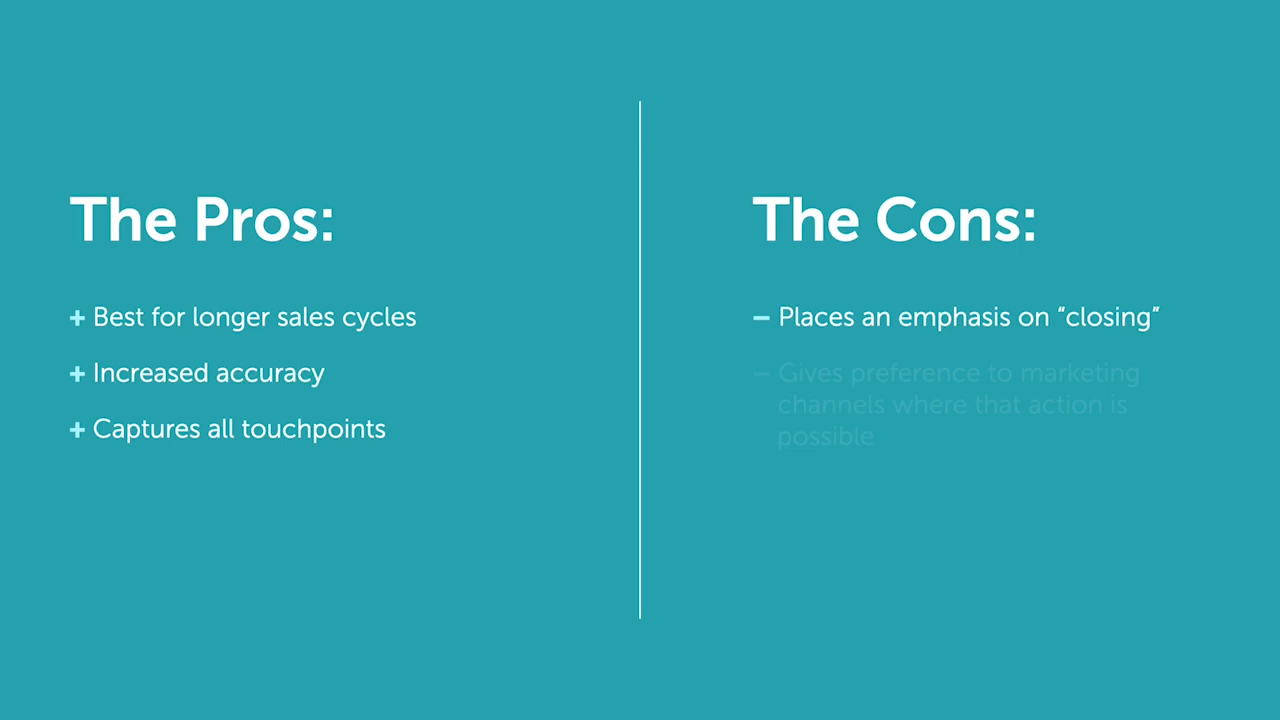 The Pros:
+ Best for longer sales cycles
+ Increased accuracy
+ Captures all touchpoints
The Cons:
– Places an emphasis on “closing”
– Gives preference to marketing
channels where that action is
possible